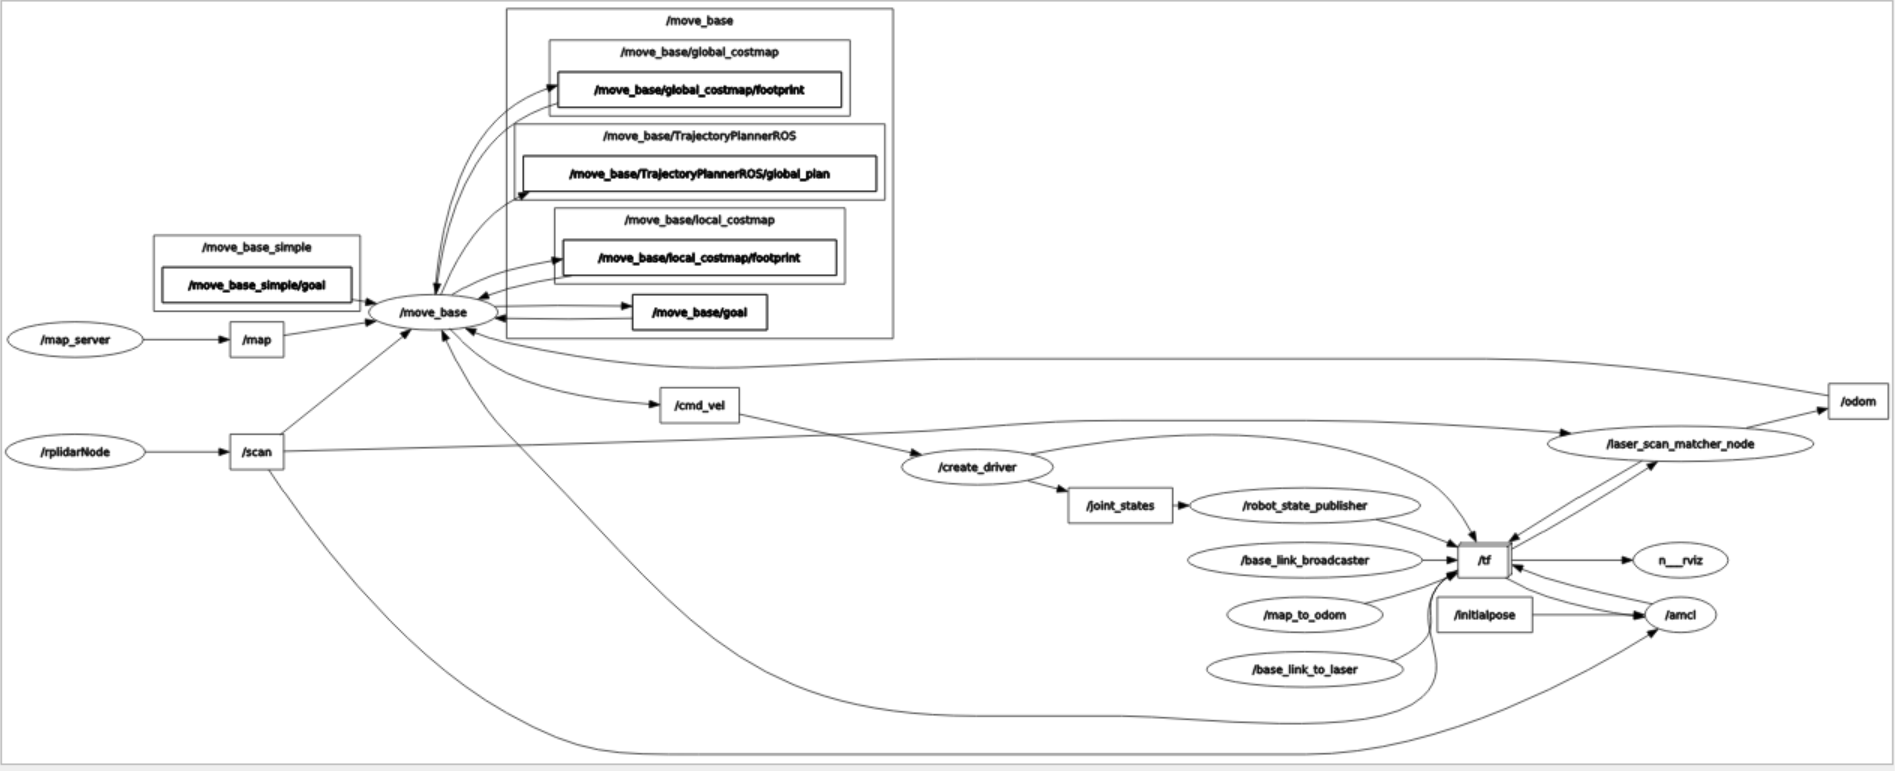 /move_base
/move_base/global_costmap
/move_base/global_costmap/footprint
/move_base/TrajectoryPlannerROS
/move_base/TrajectoryPlannerROS/global_plan
/move_base/local_costmap
/move_base_simple
/move_base/local_costmap/footprint
/move_base_simple/goal
/move_base
/move_base/goal
/map_server
/map
/cmd_vel
/odom
/rplidarNode
/scan
/laser_scan_matcher_node
/create_driver
/joint_states
/robot_state_publisher
/base_link_broadcaster
/tf
n__rviz
/map_to_odom
/initialpose
/amcl
/base_link_to_laser